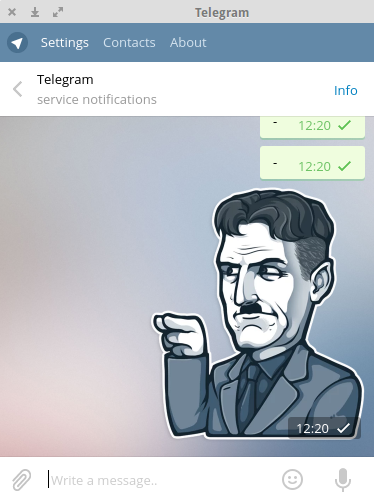 Telegram
Settings Contacts About
Telegram
Info
service notifications
- 12:20
- 12:20
12:20
Write a message..